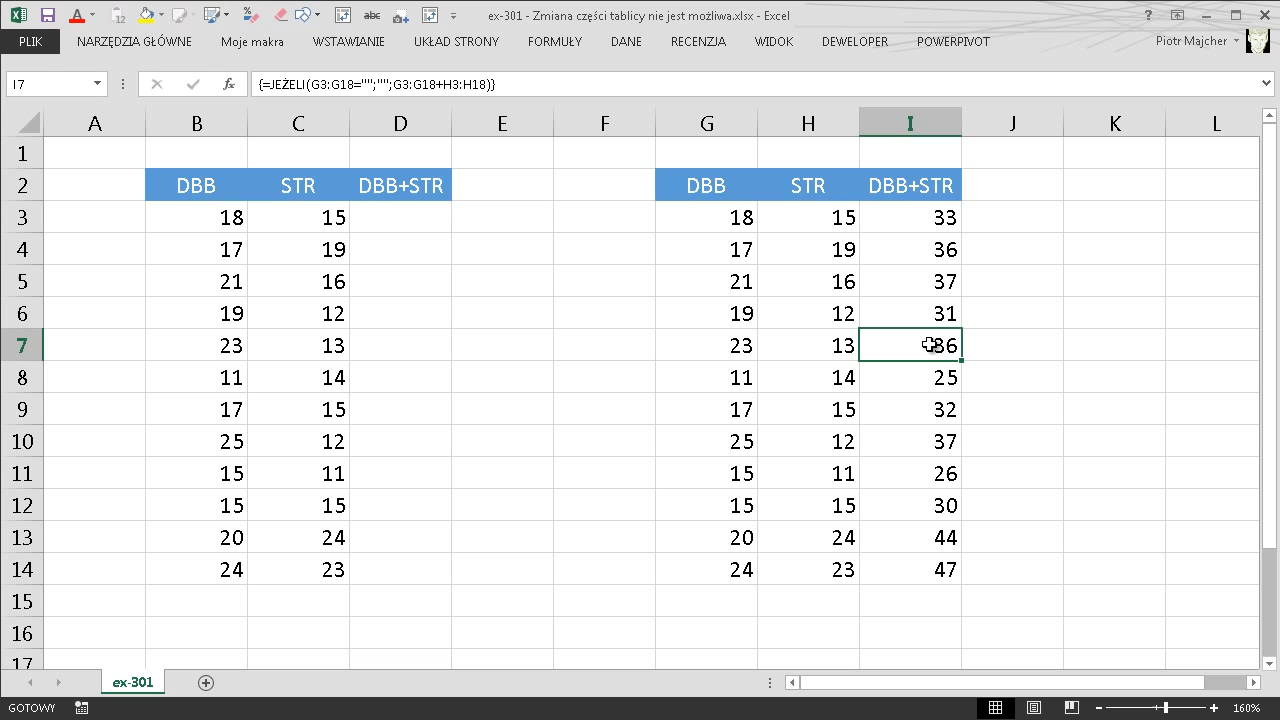 ex-301 - Zmiana części tablicy nie jest możliwa.xlsx - Excel
PLIK NARZĘDZIA GŁÓWNE Moje makra WSTAWIANIE UKŁAD STRONY FORMUŁY DANE RECENZJA WIDOK DEWELOPER POWERPIVOT Piotr Majcher
I7 fx {=JEŻELI(G3:G18="";"";G3:G18+H3:H18)}
A B C D E F G H I J K L
1
2 DBB STR DBB+STR DBB STR DBB+STR
3 18 15 18 15 33
4 17 19 17 19 36
5 21 16 21 16 37
6 19 12 19 12 31
7 23 13 23 13 36
8 11 14 11 14 25
9 17 15 17 15 32
10 25 12 25 12 37
11 15 11 15 11 26
12 15 15 15 15 30
13 20 24 20 24 44
14 24 23 24 23 47
15
16
17
ex-301
GOTOWY 160%